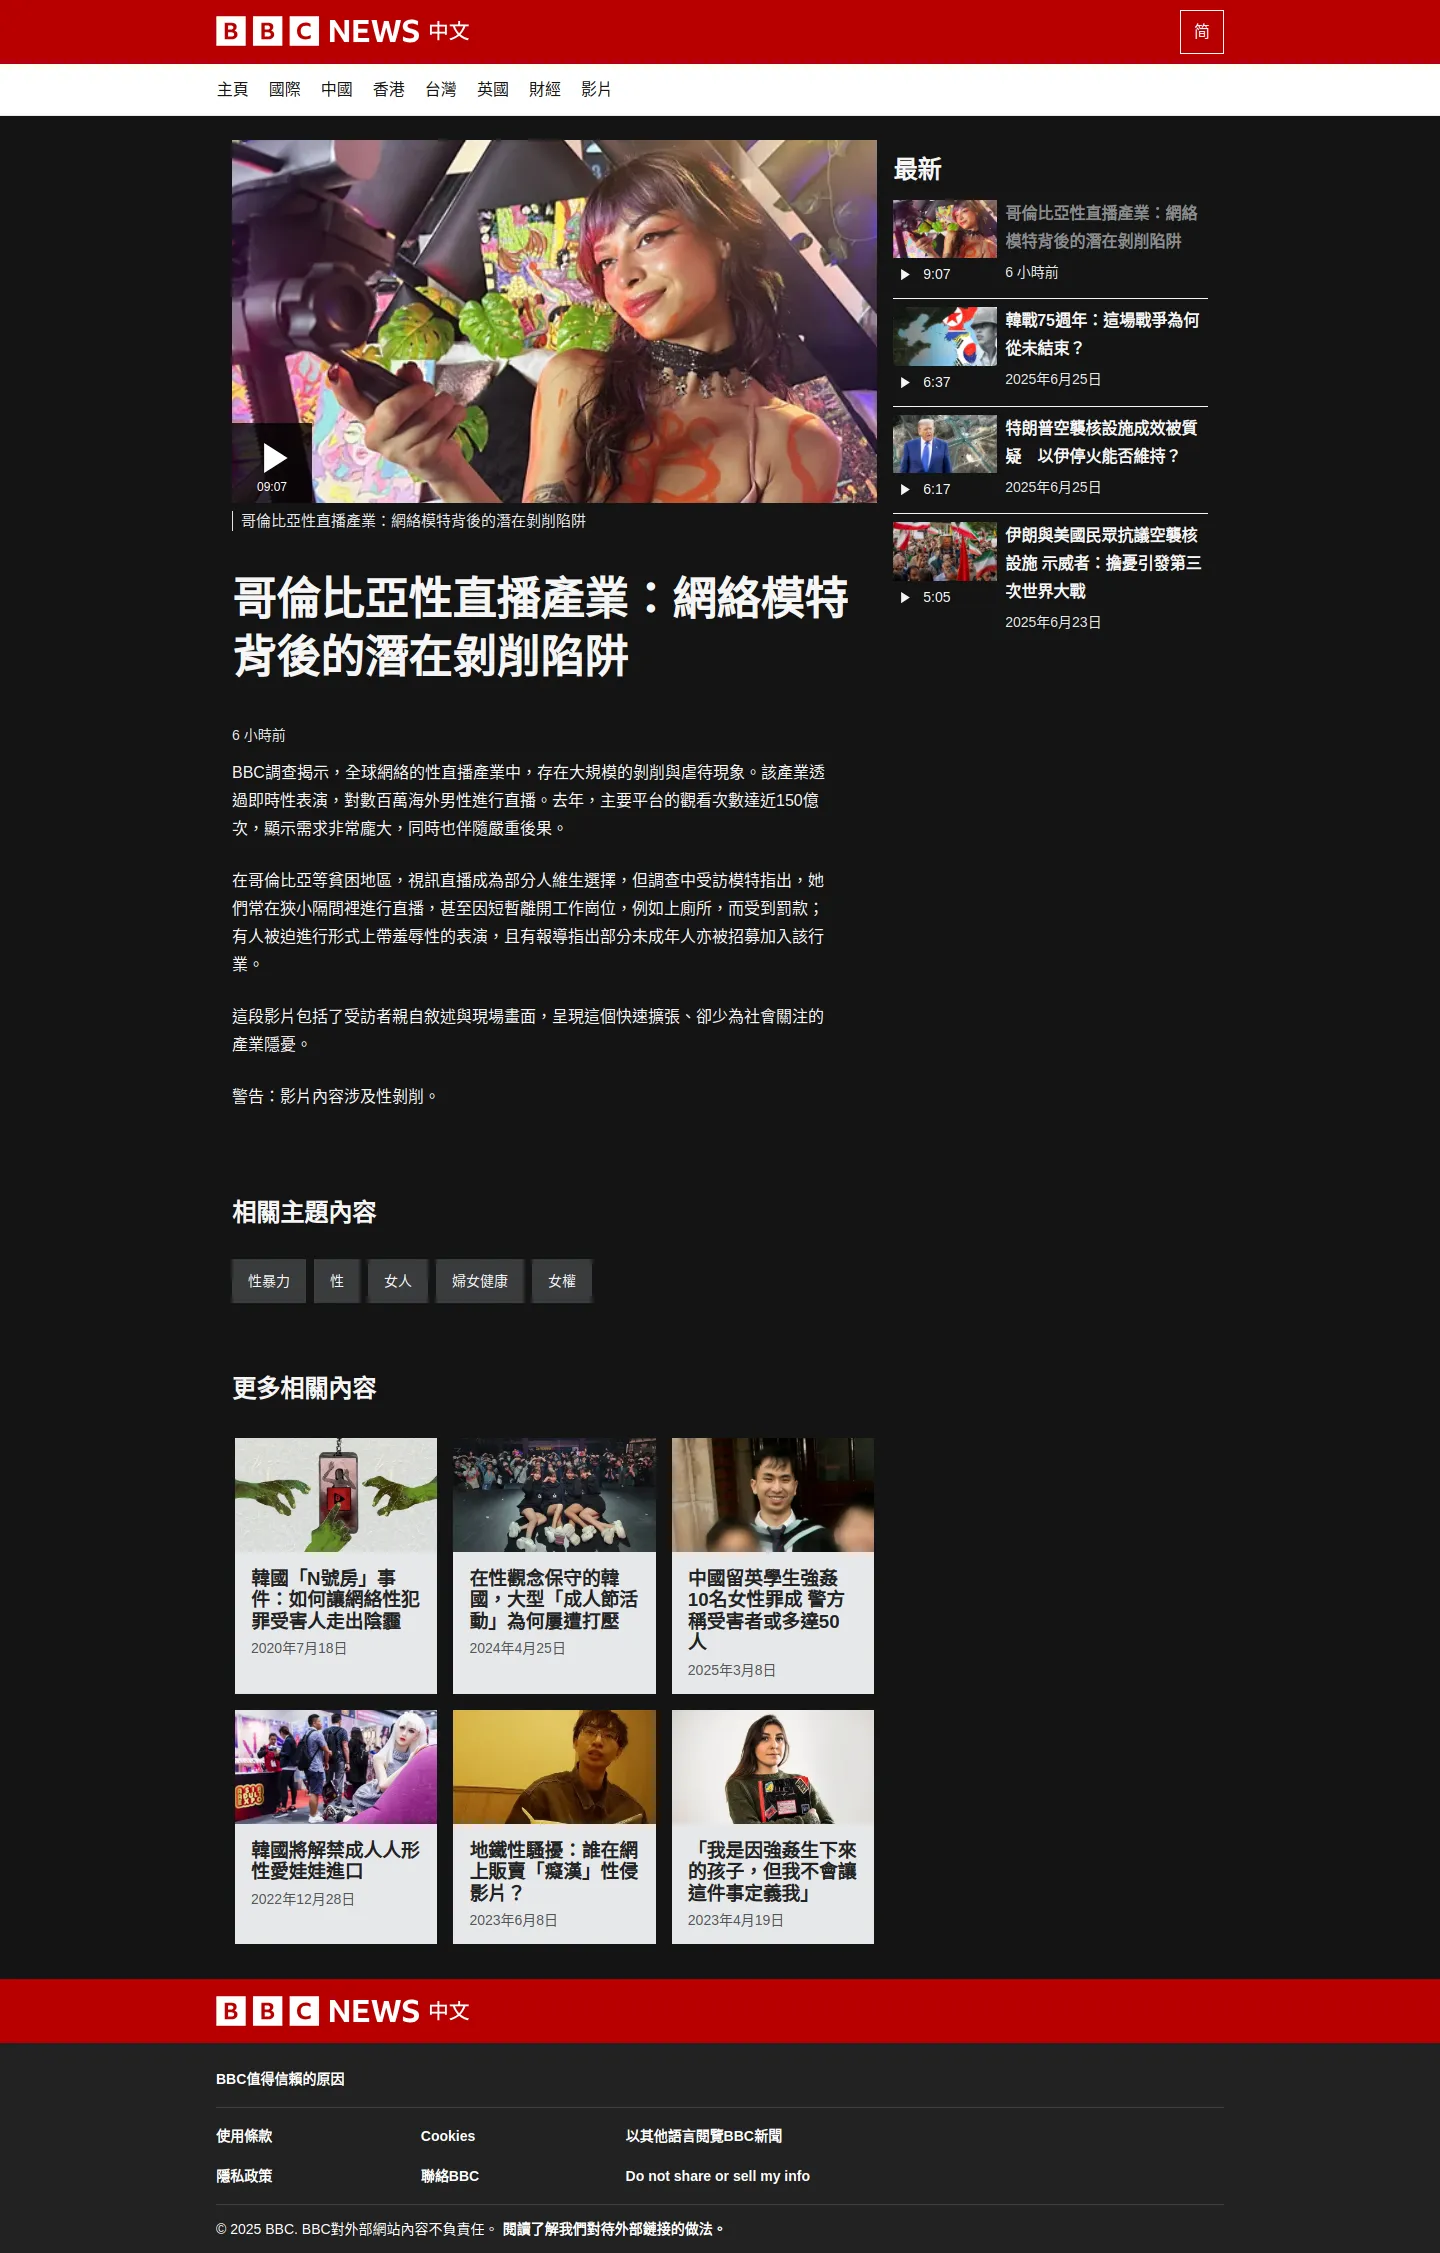 BBC NEWS 中文
简
主頁 國際 中國 香港 台灣 英國 財經 影片
09:07
哥倫比亞性直播產業：網絡模特背後的潛在剝削陷阱
哥倫比亞性直播產業：網絡模特
背後的潛在剝削陷阱
6 小時前
BBC調查揭示，全球網絡的性直播產業中，存在大規模的剝削與虐待現象。該產業透
過即時性表演，對數百萬海外男性進行直播。去年，主要平台的觀看次數達近150億
次，顯示需求非常龐大，同時也伴隨嚴重後果。
在哥倫比亞等貧困地區，視訊直播成為部分人維生選擇，但調查中受訪模特指出，她
們常在狹小隔間裡進行直播，甚至因短暫離開工作崗位，例如上廁所，而受到罰款；
有人被迫進行形式上帶羞辱性的表演，且有報導指出部分未成年人亦被招募加入該行
業。
這段影片包括了受訪者親自敘述與現場畫面，呈現這個快速擴張、卻少為社會關注的
產業隱憂。
警告：影片內容涉及性剝削。
最新
哥倫比亞性直播產業：網絡
模特背後的潛在剝削陷阱
9:07
6 小時前
韓戰75週年：這場戰爭為何
從未結束？
6:37
2025年6月25日
特朗普空襲核設施成效被質
疑　以伊停火能否維持？
6:17
2025年6月25日
伊朗與美國民眾抗議空襲核
設施 示威者：擔憂引發第三
次世界大戰
5:05
2025年6月23日
相關主題內容
性暴力 性 女人 婦女健康 女權
更多相關內容
韓國「N號房」事
件：如何讓網絡性犯
罪受害人走出陰霾
2020年7月18日
在性觀念保守的韓
國，大型「成人節活
動」為何屢遭打壓
2024年4月25日
中國留英學生強姦
10名女性罪成 警方
稱受害者或多達50
人
2025年3月8日
韓國將解禁成人人形
性愛娃娃進口
2022年12月28日
地鐵性騷擾：誰在網
上販賣「癡漢」性侵
影片？
2023年6月8日
「我是因強姦生下來
的孩子，但我不會讓
這件事定義我」
2023年4月19日
BBC NEWS 中文
BBC值得信賴的原因
使用條款 Cookies 以其他語言閱覽BBC新聞
隱私政策 聯絡BBC Do not share or sell my info
© 2025 BBC. BBC對外部網站內容不負責任。 閱讀了解我們對待外部鏈接的做法。